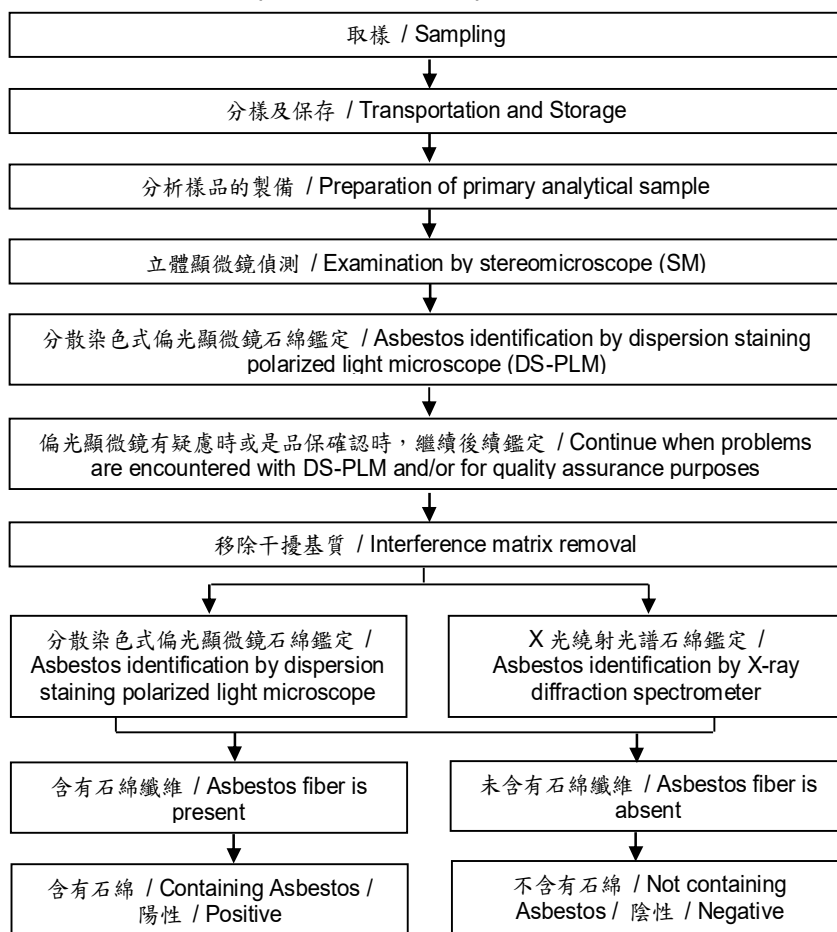 取樣 / Sampling
分樣及保存 / Transportation and Storage
分析樣品的製備 / Preparation of primary analytical sample
立體顯微鏡偵測 / Examination by stereomicroscope (SM)
分散染色式偏光顯微鏡石綿鑑定 / Asbestos identification by dispersion staining
polarized light microscope (DS-PLM)
偏光顯微鏡有疑慮時或是品保確認時，繼續後續鑑定 / Continue when problems
are encountered with DS-PLM and/or for quality assurance purposes
移除干擾基質 / Interference matrix removal
分散染色式偏光顯微鏡石綿鑑定 /
Asbestos identification by dispersion
staining polarized light microscope
X 光繞射光譜石綿鑑定 /
Asbestos identification by X-ray
diffraction spectrometer
含有石綿纖維 / Asbestos fiber is
present
未含有石綿纖維 / Asbestos fiber is
absent
含有石綿 / Containing Asbestos /
陽性 / Positive
不含有石綿 / Not containing
Asbestos / 陰性 / Negative